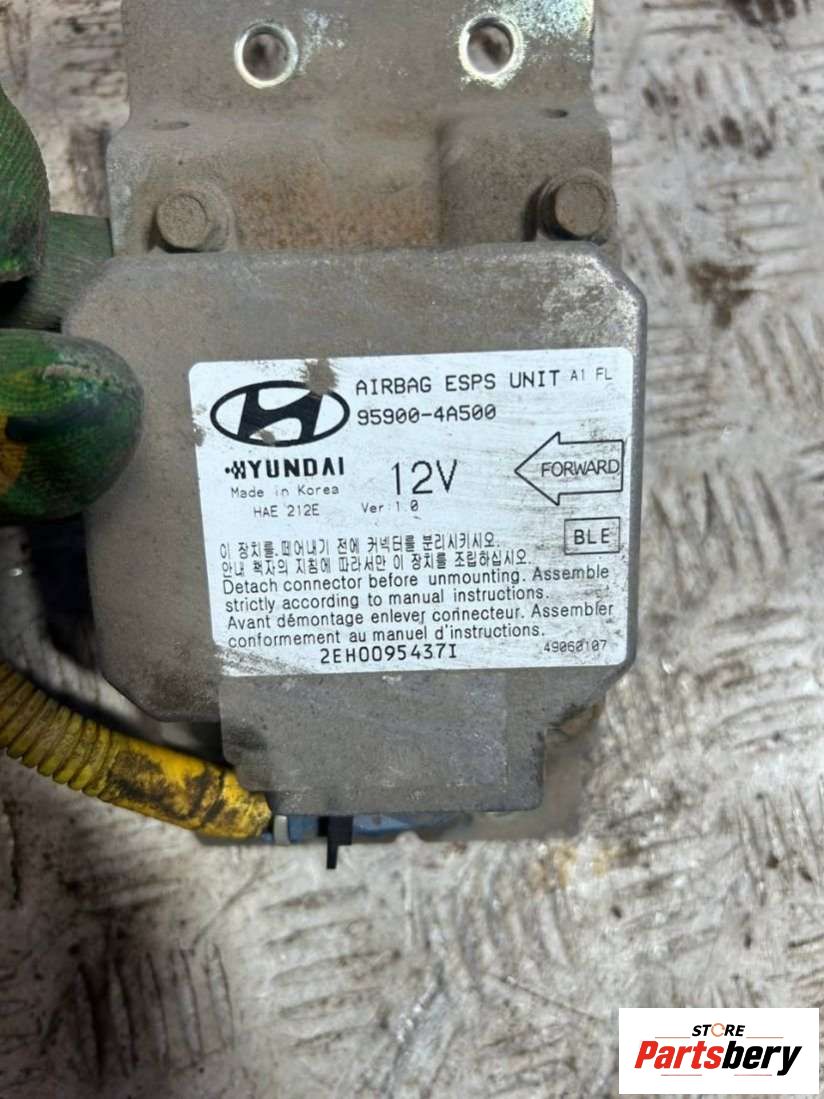 AIRBAG ESPS UNIT A1 FL
95900-4A500
HYUNDAI
Made in Korea
12V
FORWARD
HAE 212E Ver 1.0
BLE
이 장치를 떼어내기 전에 커넥터를 분리시키시오.
안내 책자의 지침에 따라서만 이 장치를 조립하십시오.
Detach connector before unmounting. Assemble
strictly according to manual instructions.
Avant démontage enlever connecteur. Assembler
conformement au manuel d'instructions.
2EH0095437I 49060107
STORE
Partsbery